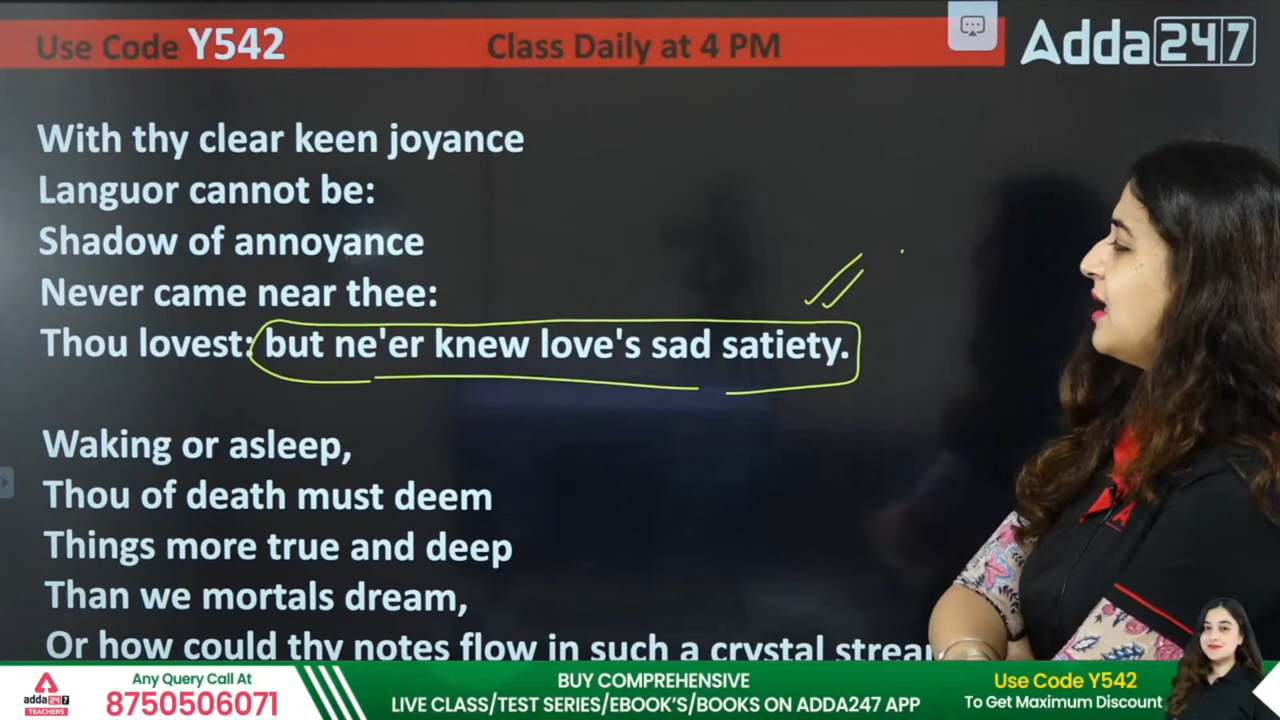 Use Code Y542 Class Daily at 4 PM Adda247
With thy clear keen joyance
Languor cannot be:
Shadow of annoyance
Never came near thee:
Thou lovest: but ne'er knew love's sad satiety.
Waking or asleep,
Thou of death must deem
Things more true and deep
Than we mortals dream,
Or how could thy notes flow in such a crystal
adda247
TEACHERS
Any Query Call At
8750506071
BUY COMPREHENSIVE
LIVE CLASS/TEST SERIES/EBOOK'S/BOOKS ON ADDA247 APP
Use Code Y542
To Get Maximum Discount